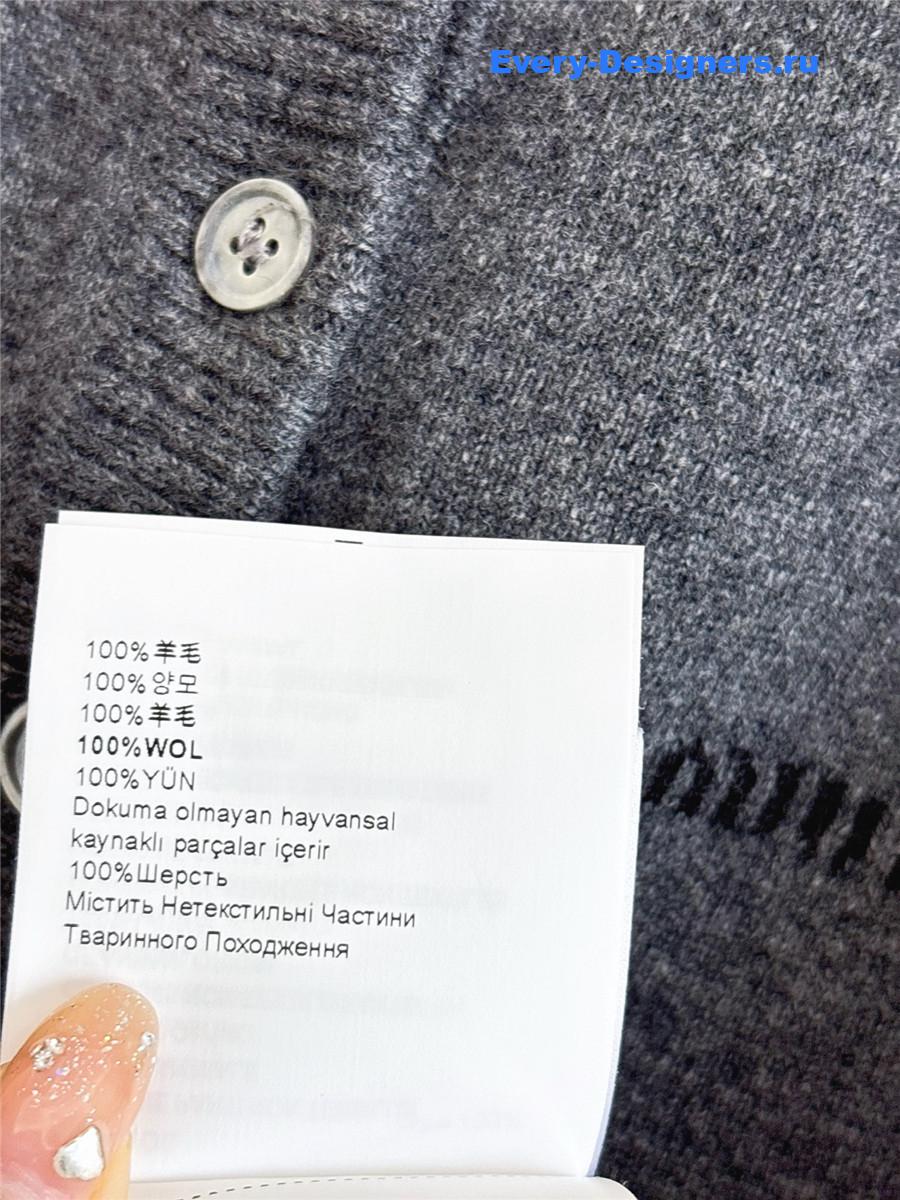 Every-Designers.ru
100%羊毛
100%양모
100%羊毛
100%WOL
100%YÜN
Dokuma olmayan hayvansal
kaynaklı parçalar içerir
100%Шерсть
Містить Нетекстильні Частини
Тваринного Походження